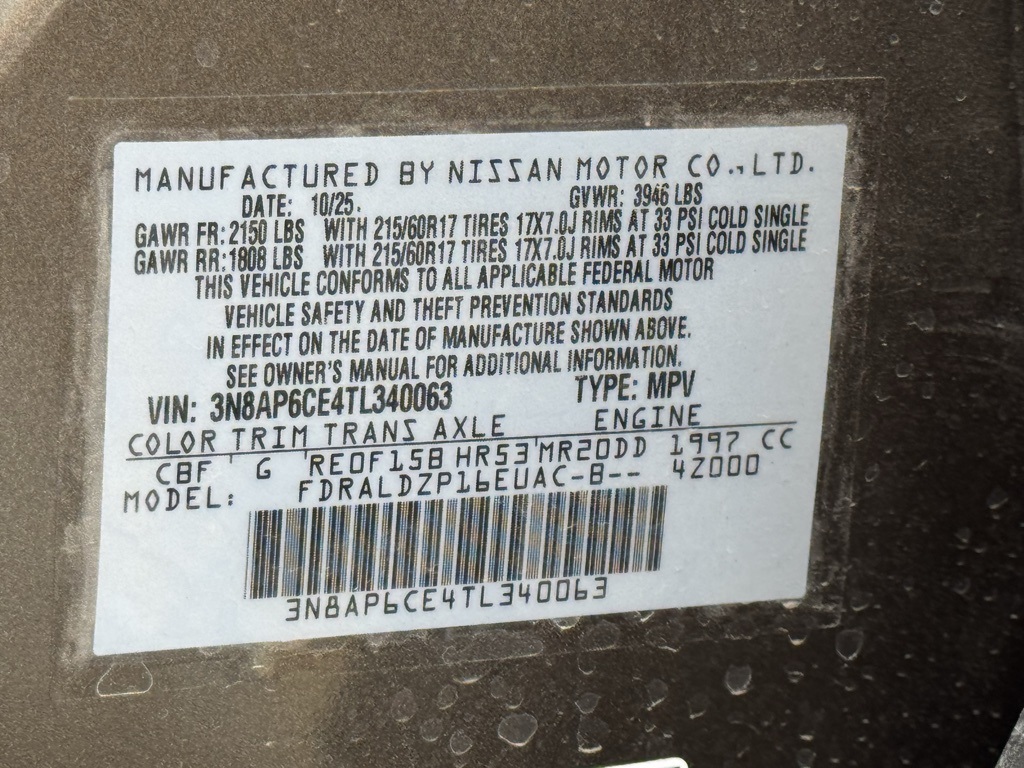 MANUFACTURED BY NISSAN MOTOR CO.,LTD.
DATE: 10/25. GVWR: 3946 LBS
GAWR FR: 2150 LBS WITH 215/60R17 TIRES 17X7.0J RIMS AT 33 PSI COLD SINGLE
GAWR RR: 1808 LBS WITH 215/60R17 TIRES 17X7.0J RIMS AT 33 PSI COLD SINGLE
THIS VEHICLE CONFORMS TO ALL APPLICABLE FEDERAL MOTOR
VEHICLE SAFETY AND THEFT PREVENTION STANDARDS
IN EFFECT ON THE DATE OF MANUFACTURE SHOWN ABOVE.
SEE OWNER'S MANUAL FOR ADDITIONAL INFORMATION.
VIN: 3N8AP6CE4TL340063 TYPE: MPV
COLOR TRIM TRANS AXLE ENGINE
CBF ' G 'RE0F15B HR53'MR20DD 1997 CC
MODEL: FDRALDZP16EUAC-B-- 4Z000
3N8AP6CE4TL340063